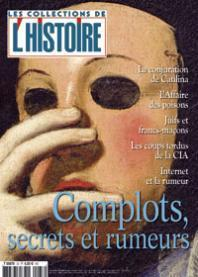 LES COLLECTIONS DE
L'HISTOIRE
La conjuration
de Catilina
L'Affaire
des poisons
Juifs et
francs-maçons
Les coups tordus
de la CIA
Internet
et la rumeur
Complots,
secrets et rumeurs